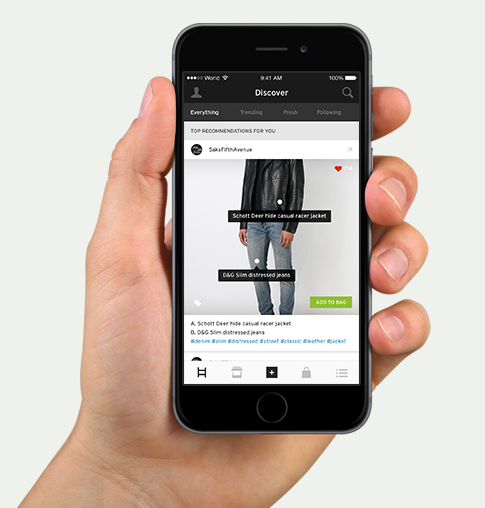 World 9:41 AM 100%
Discover
Everything Trending Fresh Following
TOP RECOMMENDATIONS FOR YOU
SaksFifthAvenue
Schott Deer hide casual racer jacket
D&G Slim distressed jeans
ADD TO BAG
A. Schott Deer hide casual racer jacket
B. D&G Slim distressed jeans
#denim #slim #distressed #street #classic #leather #jacket